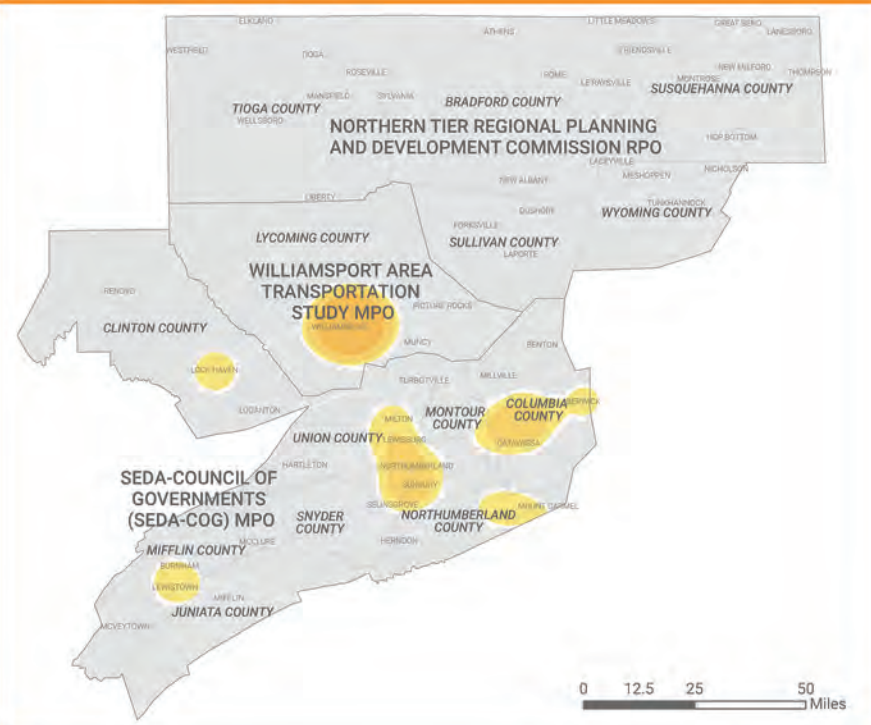 ELKLAND
LITTLE MEADOWS
GREAT BEND
LANESBORO
ATHENS
WESTFIELD
TIOGA
FRIENDSVILLE
ROSEVILLE
ROME
LE RAYSVILLE
NEW MILFORD
MONTROSE
THOMPSON
SUSQUEHANNA COUNTY
MANSFIELD
SYLVANIA
BRADFORD COUNTY
TIOGA COUNTY
WELLSBORO
NORTHERN TIER REGIONAL PLANNING
AND DEVELOPMENT COMMISSION RPO
HOP BOTTOM
LACEYVILLE
NICHOLSON
MESHOPPEN
NEW ALBANY
LIBERTY
TUNKHANNOCK
WYOMING COUNTY
DUSHORE
FORKSVILLE
SULLIVAN COUNTY
LAPORTE
LYCOMING COUNTY
WILLIAMSPORT AREA
TRANSPORTATION
STUDY MPO
RENOVO
PICTURE ROCKS
CLINTON COUNTY
WILLIAMSPORT
MUNCY
BENTON
LOCK HAVEN
TURBOTVILLE
MILLVILLE
LOGANTON
MONTOUR
COUNTY
COLUMBIA
COUNTY
BERWICK
MILTON
UNION COUNTY
LEWISBURG
CATAWISSA
HARTLETON
NORTHUMBERLAND
SEDA-COUNCIL OF
GOVERNMENTS
(SEDA-COG) MPO
SUNBURY
SELINSGROVE
SNYDER
COUNTY
NORTHUMBERLAND
COUNTY
MOUNT CARMEL
HERNDON
MCCLURE
MIFFLIN COUNTY
BURNHAM
LEWISTOWN
MIFFLIN
JUNIATA COUNTY
MCVEYTOWN
0 12.5 25 50
Miles